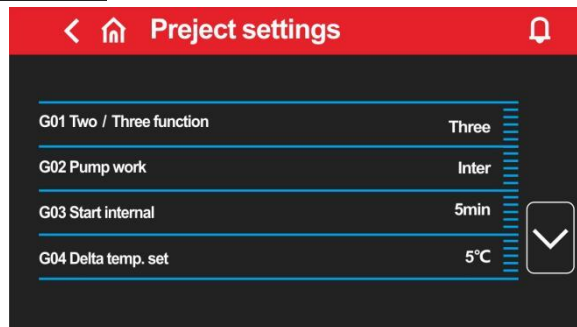 Preject settings
G01 Two / Three function Three
G02 Pump work Inter
G03 Start internal 5min
G04 Delta temp. set 5℃